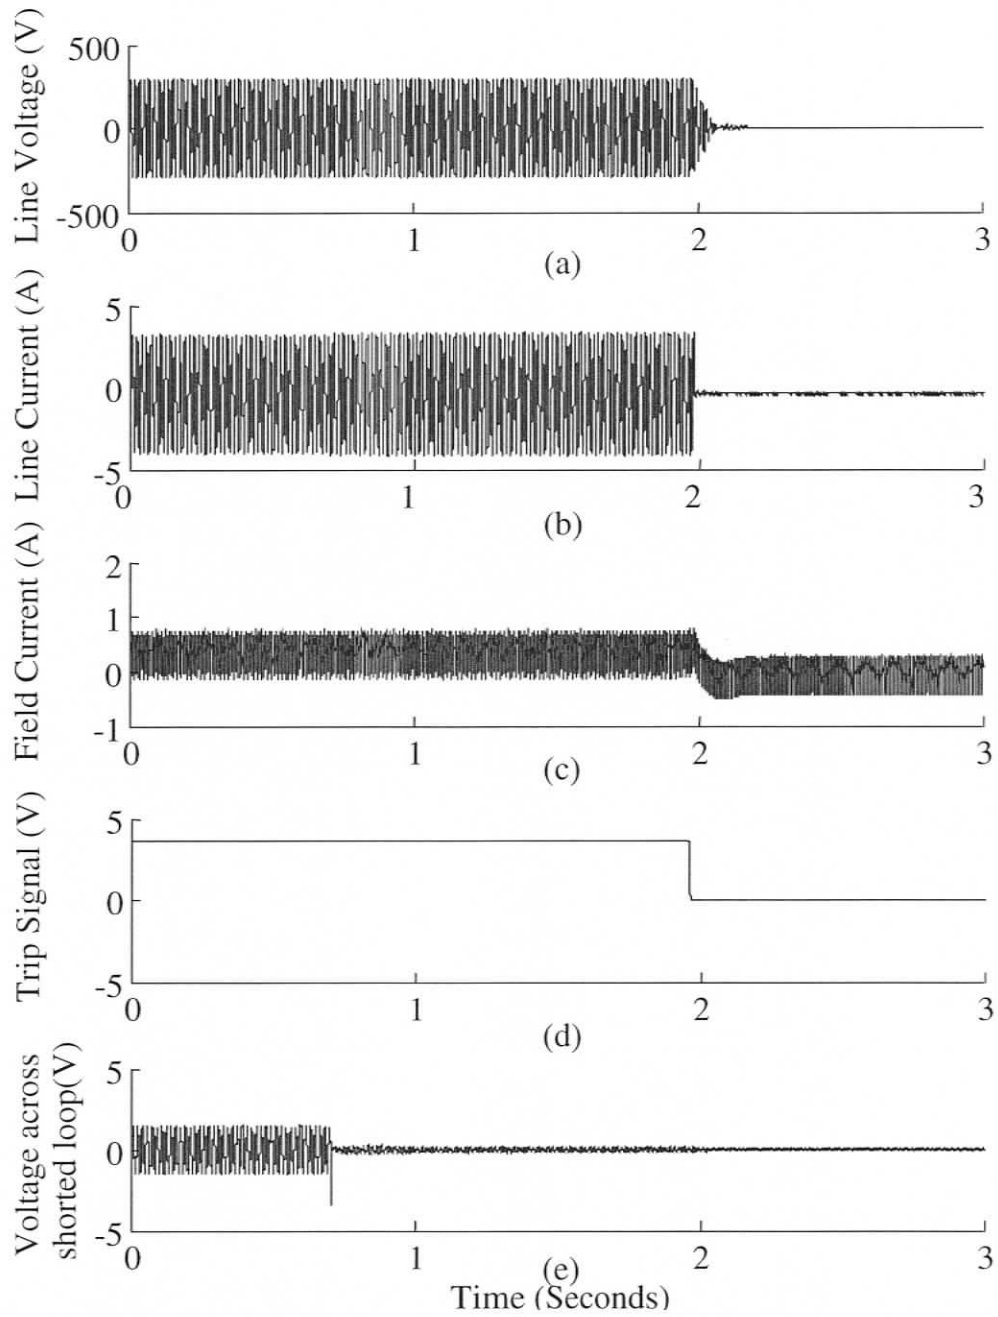 Line Voltage (V)
500
0
-500
0 1 2 3
(a)
Line Current (A)
5
0
-5
0 1 2 3
(b)
Field Current (A)
2
1
0
-1
0 1 2 3
(c)
Trip Signal (V)
5
0
-5
0 1 2 3
(d)
Voltage across
shorted loop(V)
5
0
-5
0 1 2 3
(e)
Time (Seconds)